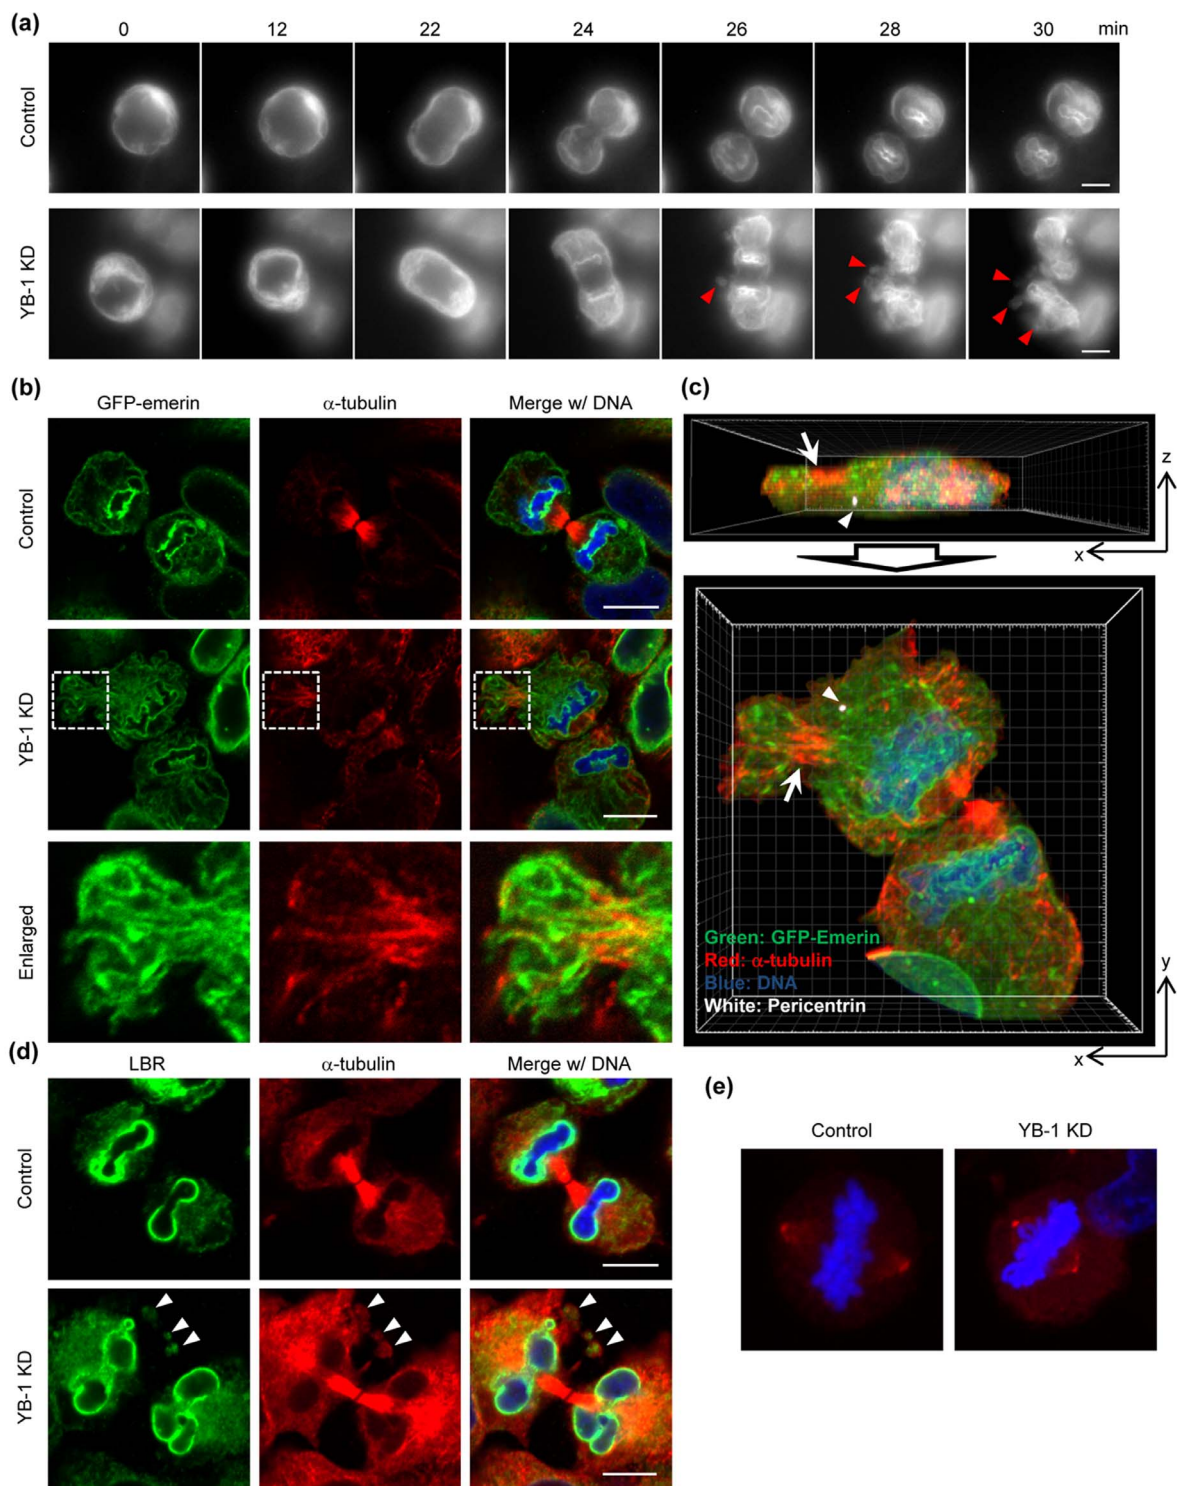 (a)
0 12 22 24 26 28 30 min
Control
YB-1 KD
(b)
GFP-emerin α-tubulin Merge w/ DNA
Control
YB-1 KD
Enlarged
(c)
z
x
Green: GFP-Emerin
Red: α-tubulin
Blue: DNA
White: Pericentrin
y
x
(d)
LBR α-tubulin Merge w/ DNA
Control
YB-1 KD
(e)
Control YB-1 KD